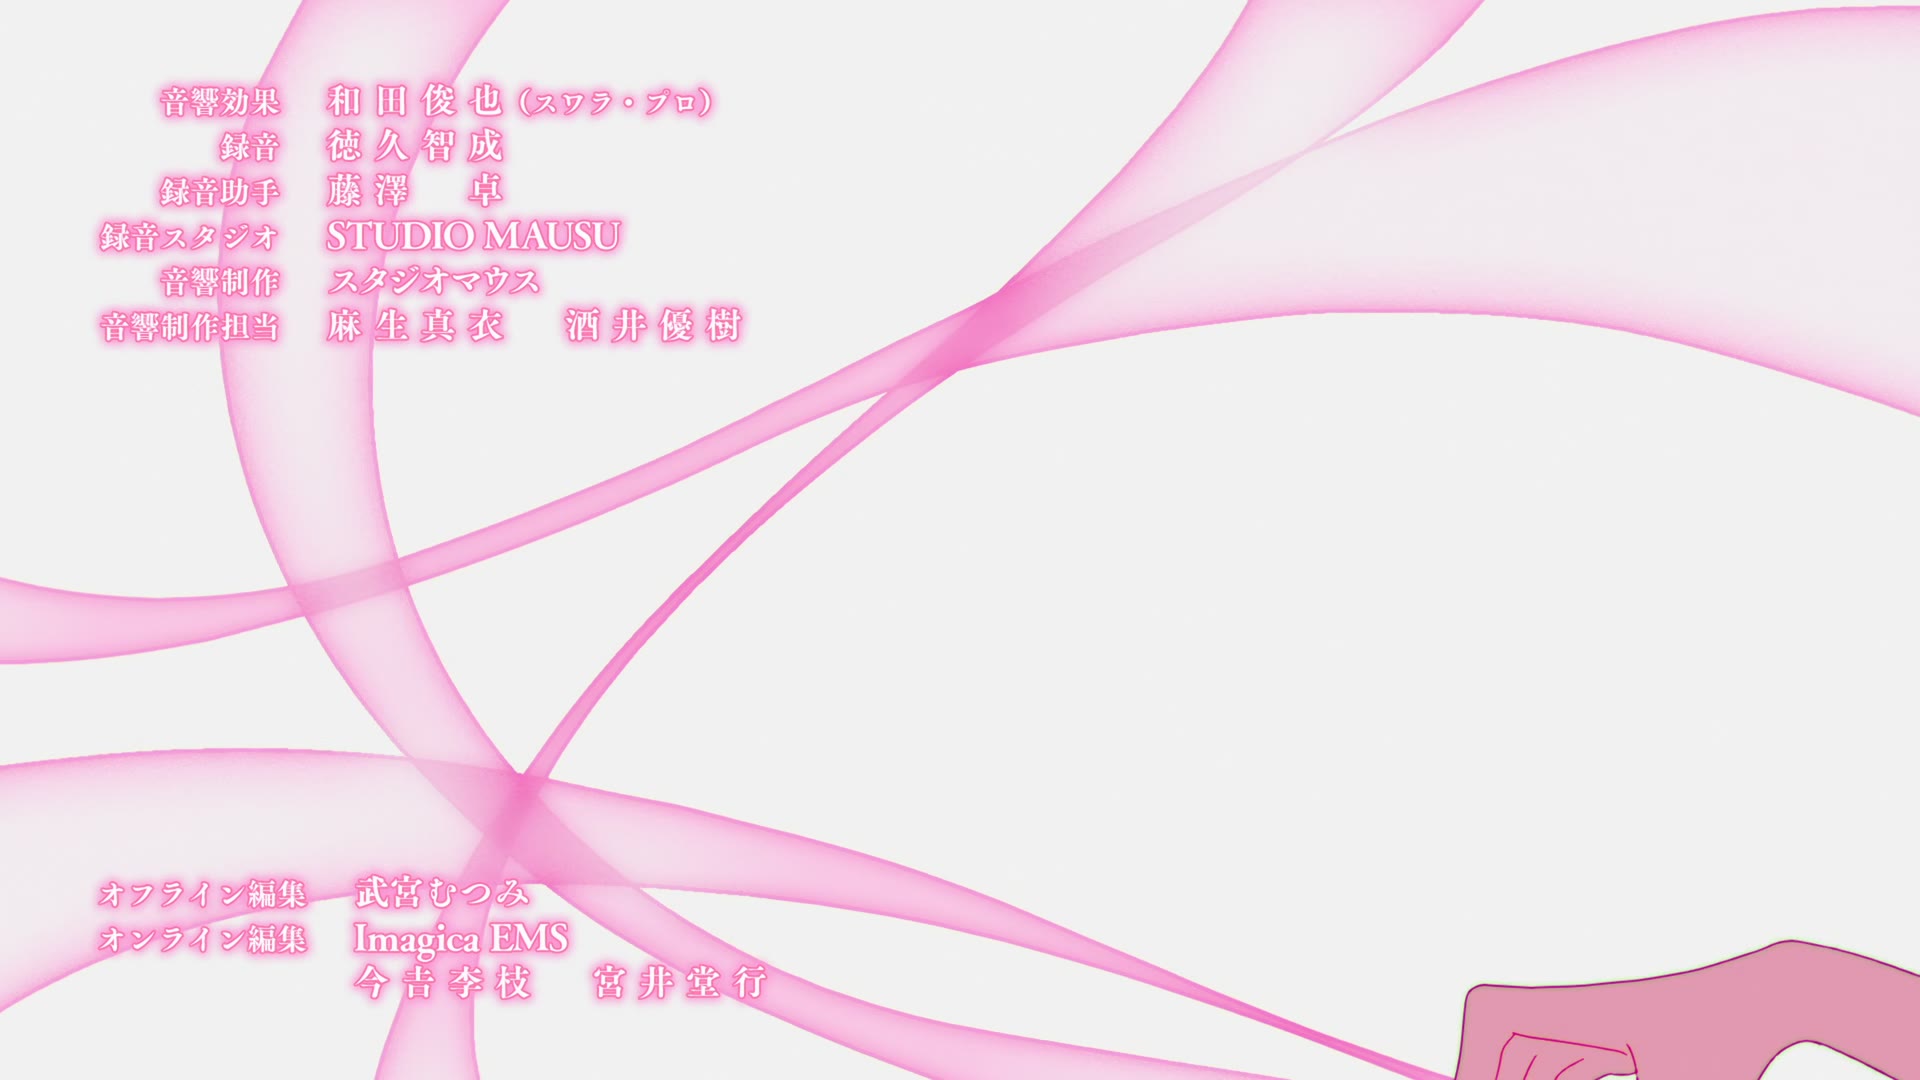 音響効果 和田俊也(スワラ・プロ)
録音 徳久智成
録音助手 藤澤 卓
録音スタジオ STUDIO MAUSU
音響制作 スタジオマウス
音響制作担当 麻生真衣 酒井優樹
オフライン編集 武宮むつみ
オンライン編集 Imagica EMS
今𠮷李枝 宮井堂行